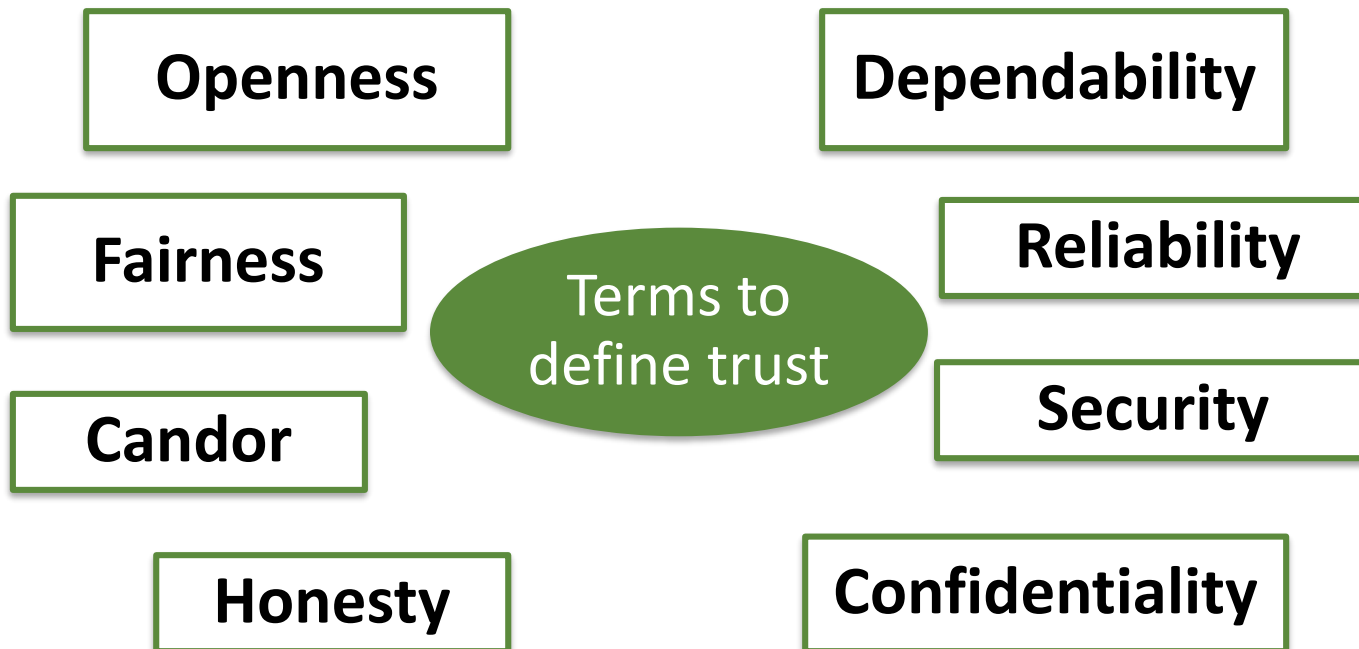 Openness
Dependability
Fairness
Reliability
Terms to
define trust
Candor
Security
Honesty
Confidentiality